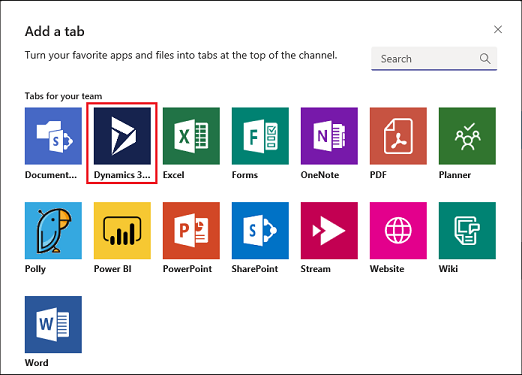 Add a tab
Turn your favorite apps and files into tabs at the top of the channel.
Search
Tabs for your team
Document... Dynamics 3... Excel Forms OneNote PDF Planner
Polly Power BI PowerPoint SharePoint Stream Website Wiki
Word